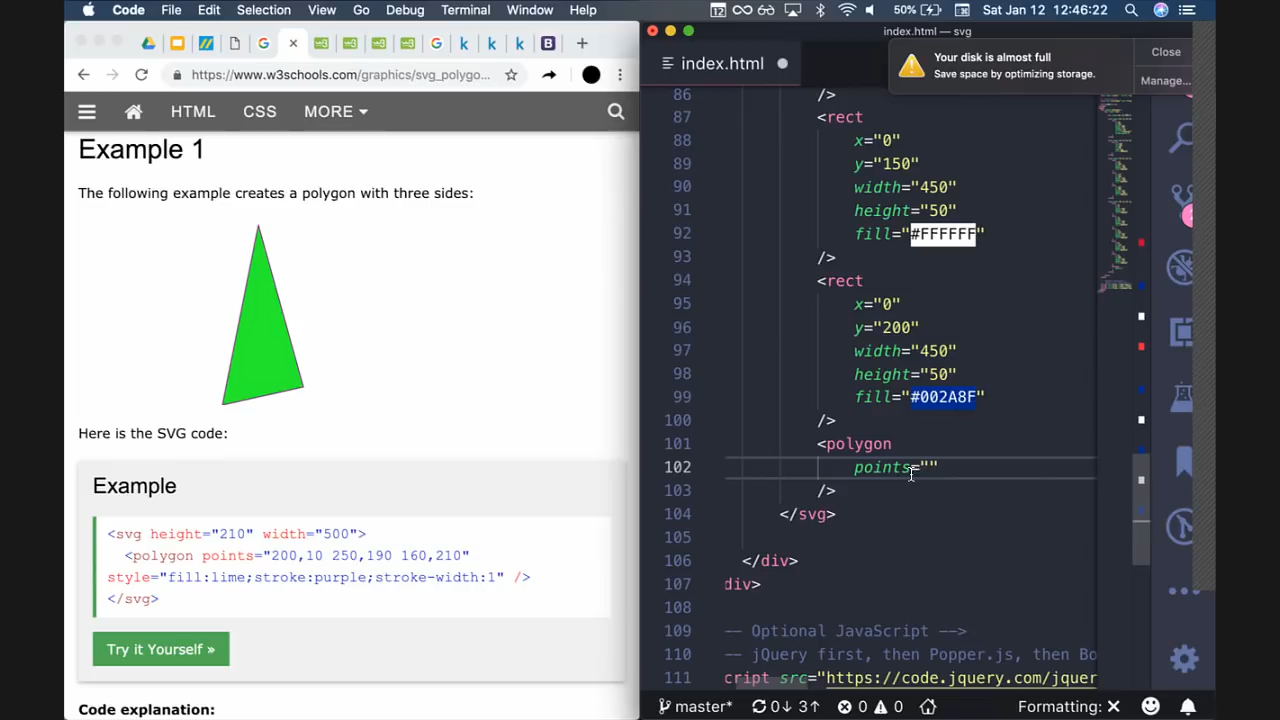 Code File Edit Selection View Go Debug Terminal Window Help 50% Sat Jan 12 12:46:22
index.html — svg
https://www.w3schools.com/graphics/svg_polygo...
index.html
Your disk is almost full
Save space by optimizing storage.
Close
Manage...
HTML CSS MORE
Example 1
The following example creates a polygon with three sides:
Here is the SVG code:
Example
<svg height="210" width="500">
<polygon points="200,10 250,190 160,210"
style="fill:lime;stroke:purple;stroke-width:1" />
</svg>
Try it Yourself »
Code explanation:
86 />
87 <rect
88 x="0"
89 y="150"
90 width="450"
91 height="50"
92 fill="#FFFFFF"
93 />
94 <rect
95 x="0"
96 y="200"
97 width="450"
98 height="50"
99 fill="#002A8F"
100 />
101 <polygon
102 points=""
103 />
104 </svg>
105
106 </div>
107 div>
108
109 -- Optional JavaScript -->
110 -- jQuery first, then Popper.js, then Bo
111 cript src="https://code.jquery.com/jquer
master* 0↓ 3↑ 0 0 Formatting: ✕